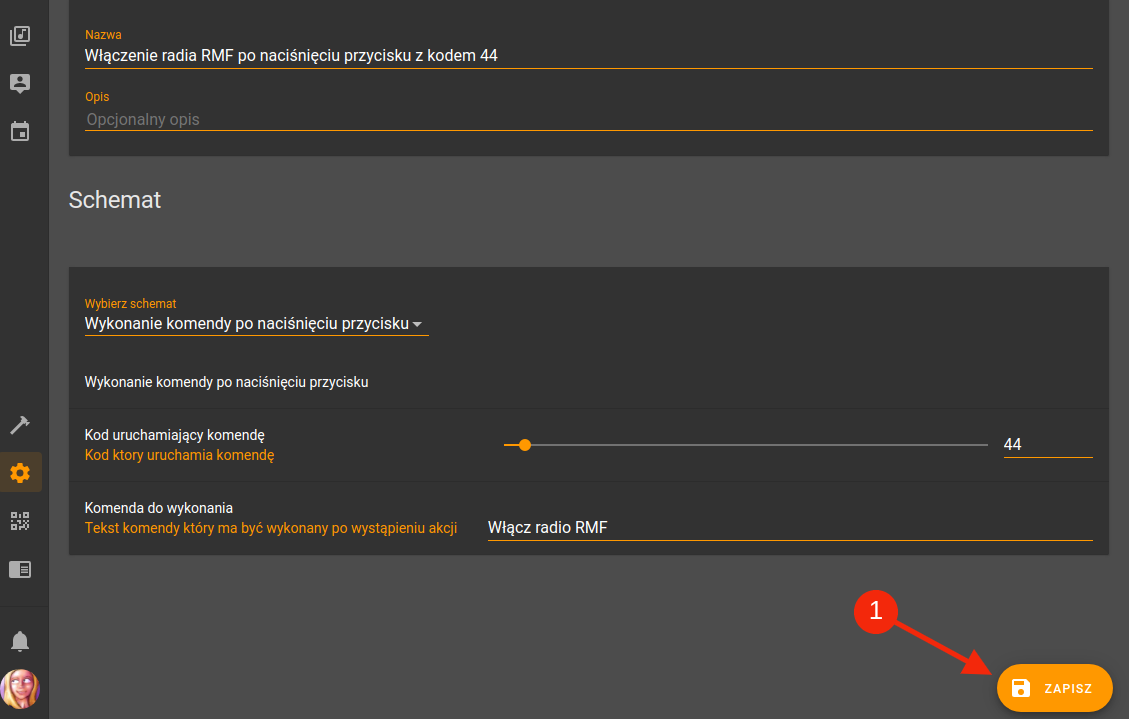 Nazwa
Włączenie radia RMF po naciśnięciu przycisku z kodem 44
Opis
Opcjonalny opis
Schemat
Wybierz schemat
Wykonanie komendy po naciśnięciu przycisku
Wykonanie komendy po naciśnięciu przycisku
Kod uruchamiający komendę
Kod ktory uruchamia komendę
44
Komenda do wykonania
Tekst komendy który ma być wykonany po wystąpieniu akcji
Włącz radio RMF
1
ZAPISZ